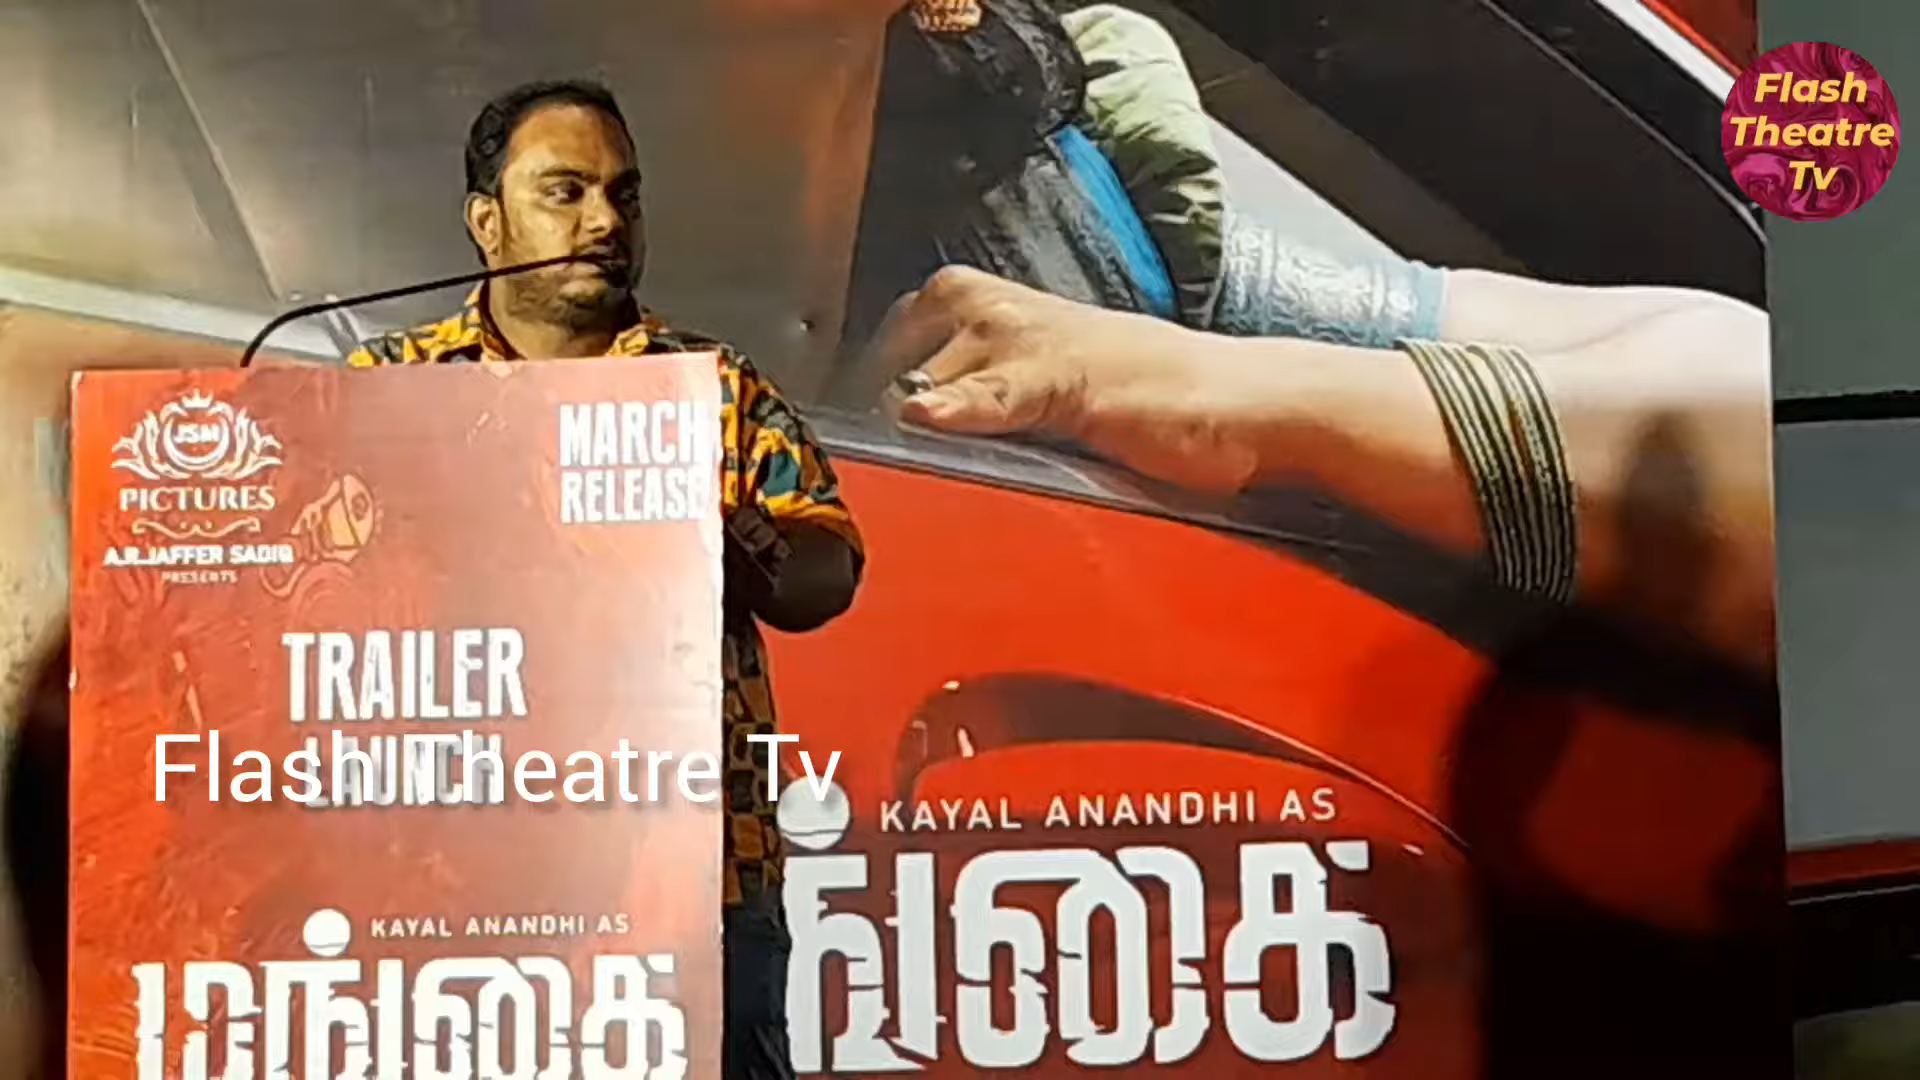 Flash
Theatre
Tv
JSM
PICTURES
A.R.JAFFER SADIQ
PRESENTS
MARCH
RELEASE
TRAILER
LAUNCH
Flash Theatre Tv
KAYAL ANANDHI AS
மங்கை
KAYAL ANANDHI AS
ங்கை